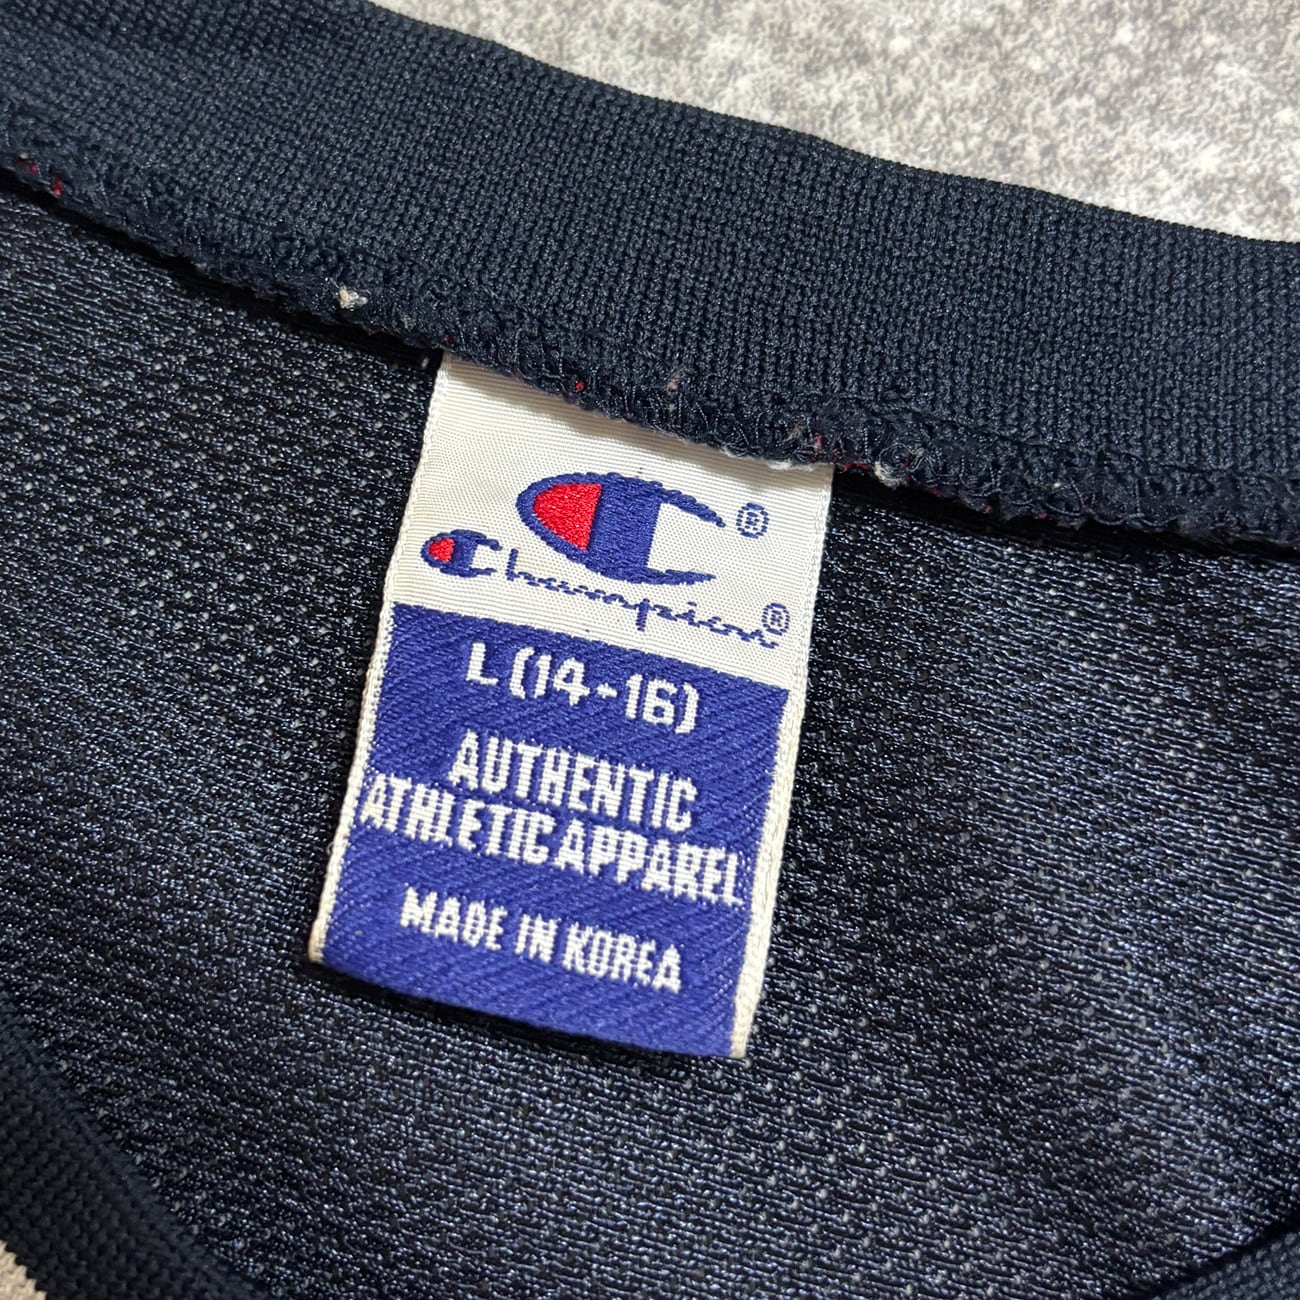 ®
Champion®
L (14-16)
AUTHENTIC
ATHLETIC APPAREL
MADE IN KOREA